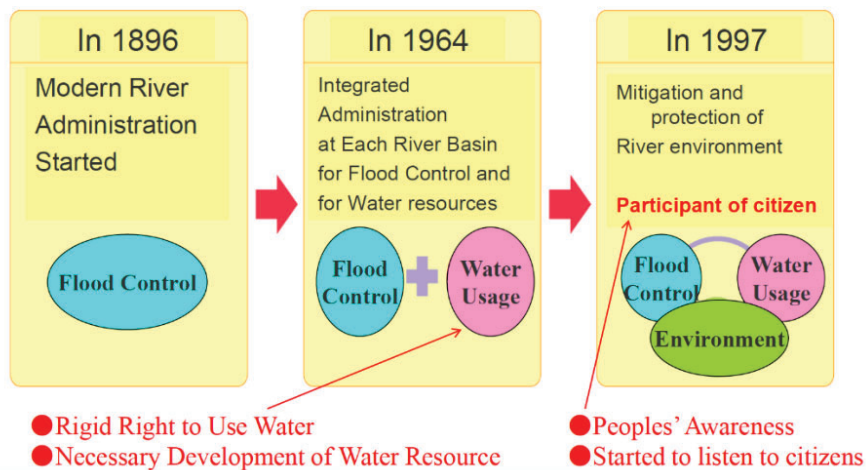 In 1896
Modern River
Administration
Started
Flood Control
In 1964
Integrated
Administration
at Each River Basin
for Flood Control and
for Water resources
Flood
Control
Water
Usage
In 1997
Mitigation and
protection of
River environment
Participant of citizen
Flood
Control
Water
Usage
Environment
●Rigid Right to Use Water
●Necessary Development of Water Resource
●Peoples' Awareness
●Started to listen to citizens